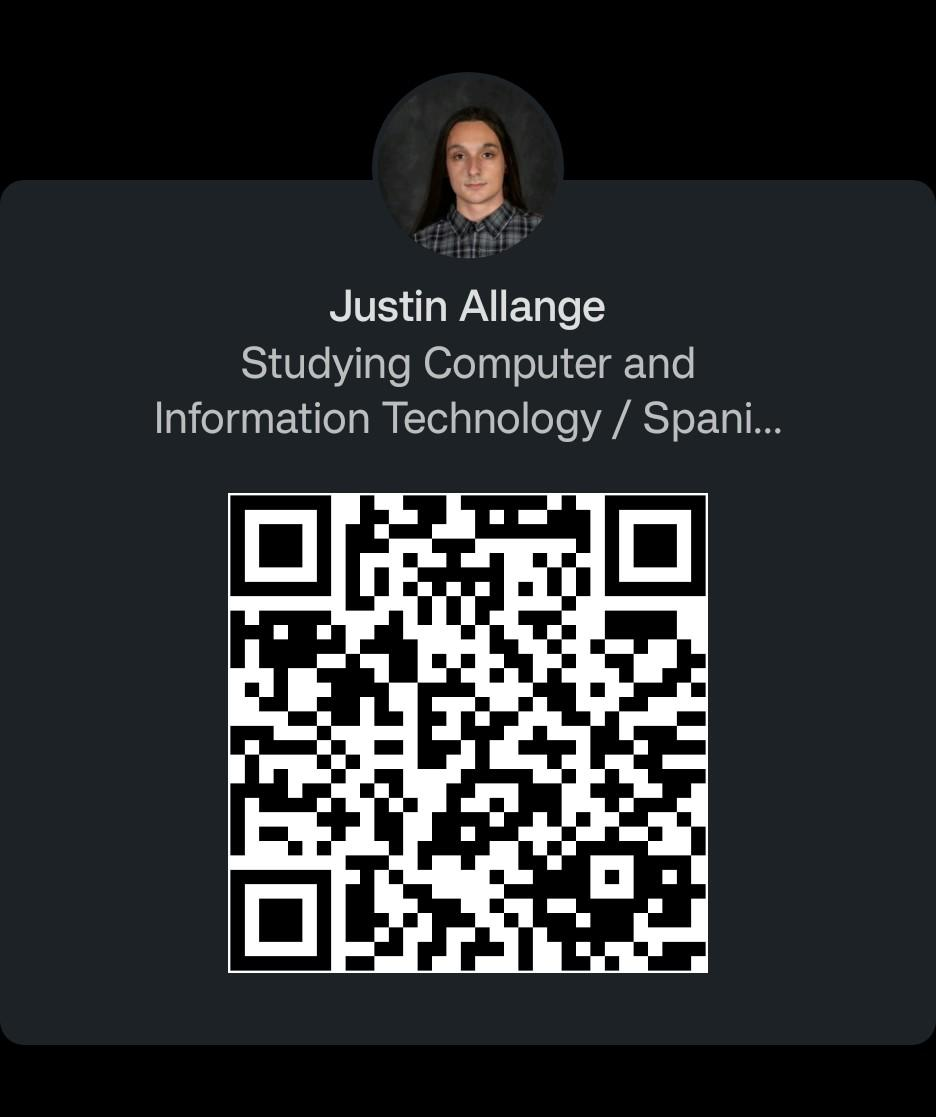 Justin Allange
Studying Computer and
Information Technology / Spani...